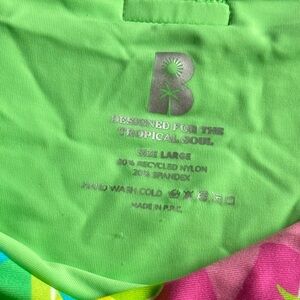 B
DESIGNED FOR THE
TROPICAL SOUL
SIZE LARGE
80% RECYCLED NYLON
20% SPANDEX
HAND WASH COLD
MADE IN P.R.C.